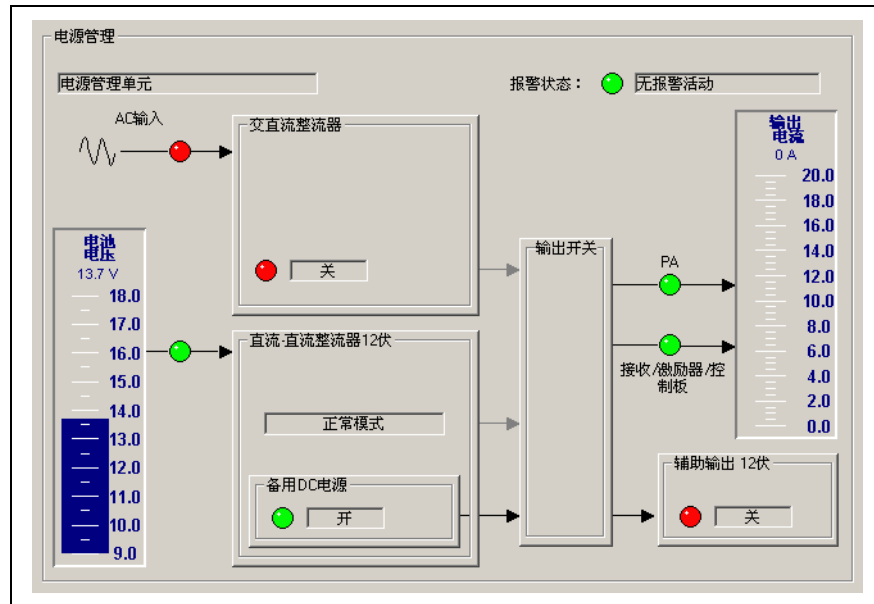 电源管理
电源管理单元
报警状态：
无报警活动
AC输入
交直流整流器
关
电池
电压
13.7 V
18.0
17.0
16.0
15.0
14.0
13.0
12.0
11.0
10.0
9.0
直流-直流整流器12伏
正常模式
备用DC电源
开
输出开关
PA
接收/激励器/控
制板
输出
电流
0 A
20.0
18.0
16.0
14.0
12.0
10.0
8.0
6.0
4.0
2.0
0.0
辅助输出 12伏
关